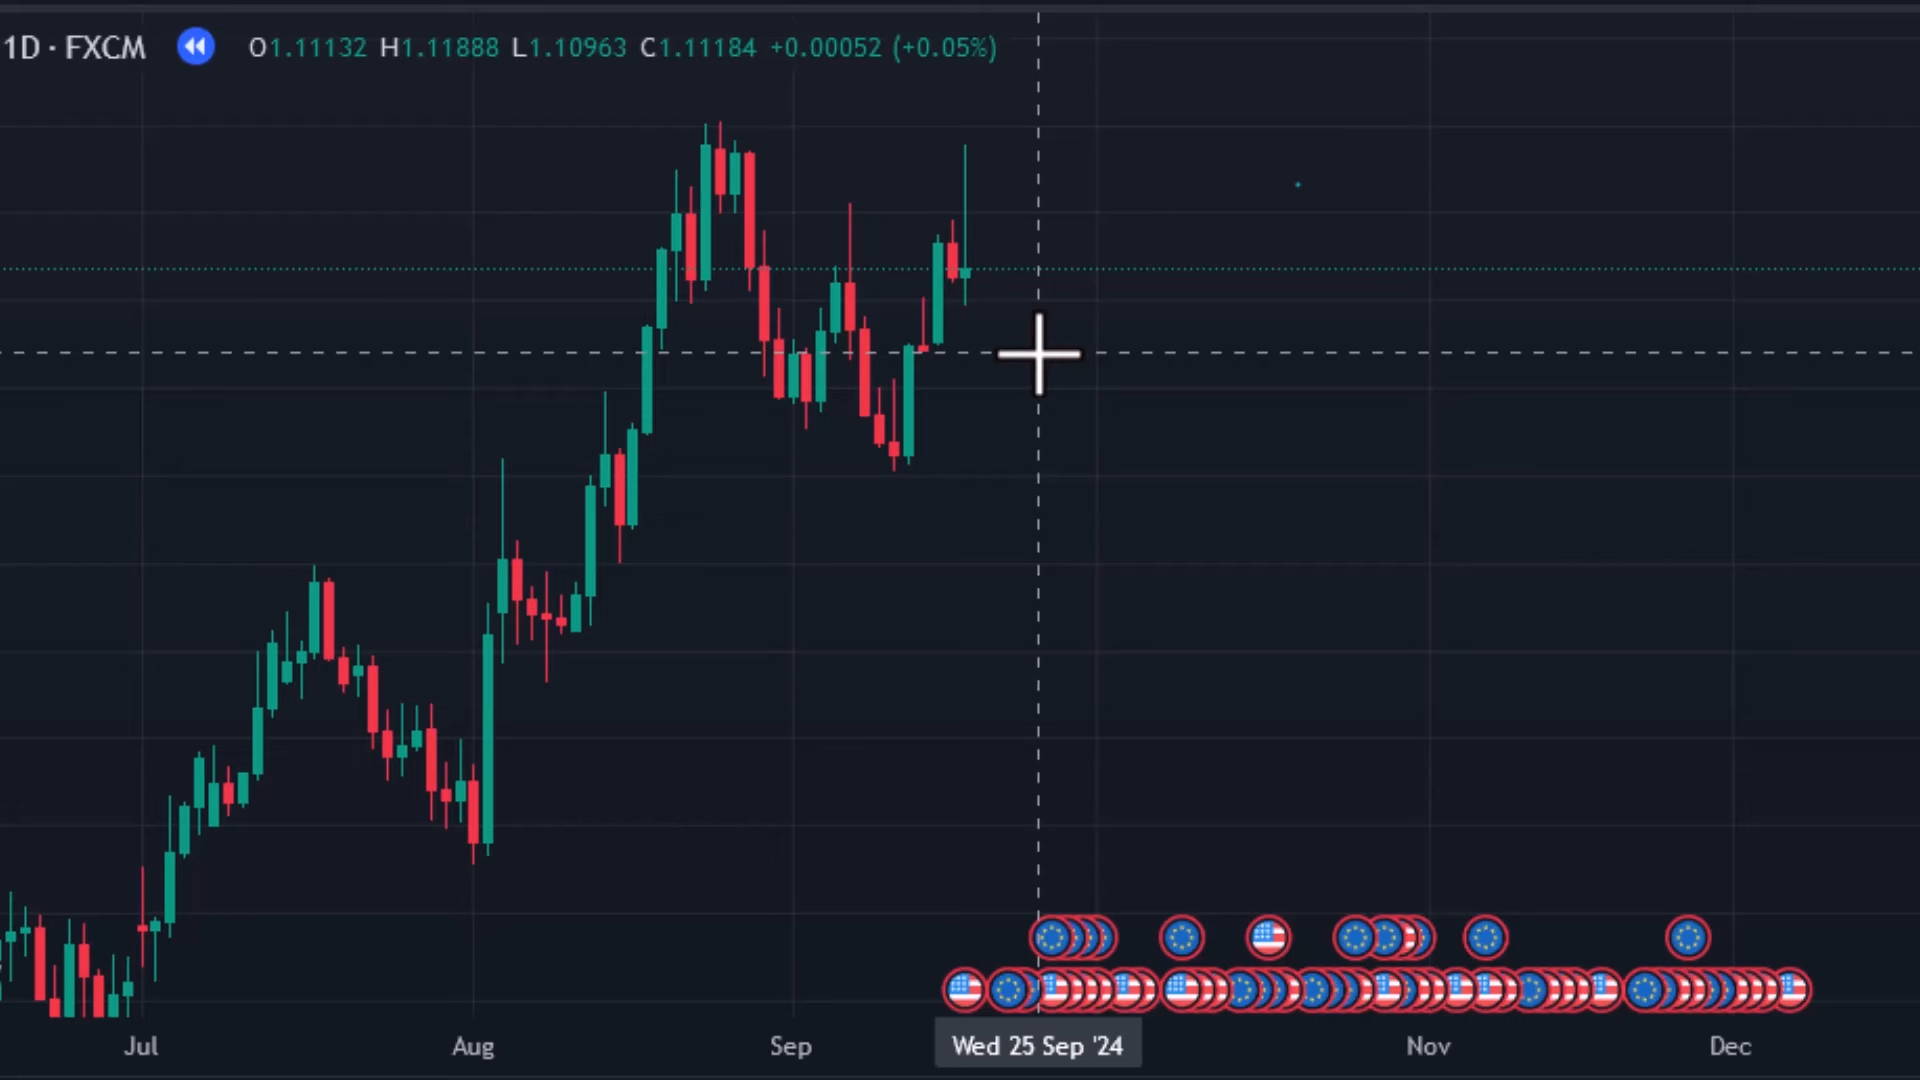 1D · FXCM O1.11132 H1.11888 L1.10963 C1.11184 +0.00052 (+0.05%)
Jul Aug Sep Wed 25 Sep '24 Nov Dec